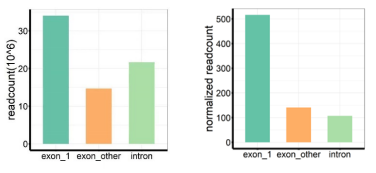 readcount(10^6)
30
20
10
0
exon_1 exon_other intron
normalized readcount
500
400
300
200
100
0
exon_1 exon_other intron